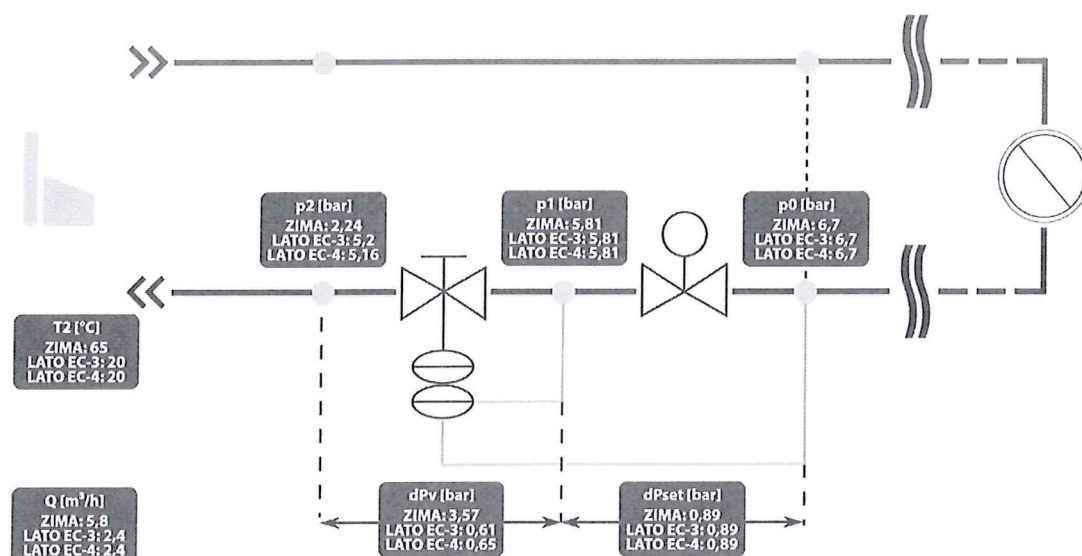 p2 [bar]
ZIMA: 2,24
LATO EC-3: 5,2
LATO EC-4: 5,16
p1 [bar]
ZIMA: 5,81
LATO EC-3: 5,81
LATO EC-4: 5,81
p0 [bar]
ZIMA: 6,7
LATO EC-3: 6,7
LATO EC-4: 6,7
T2 [°C]
ZIMA: 65
LATO EC-3: 20
LATO EC-4: 20
Q [m³/h]
ZIMA: 5,8
LATO EC-3: 2,4
LATO EC-4: 2,4
dPv [bar]
ZIMA: 3,57
LATO EC-3: 0,61
LATO EC-4: 0,65
dPset [bar]
ZIMA: 0,89
LATO EC-3: 0,89
LATO EC-4: 0,89